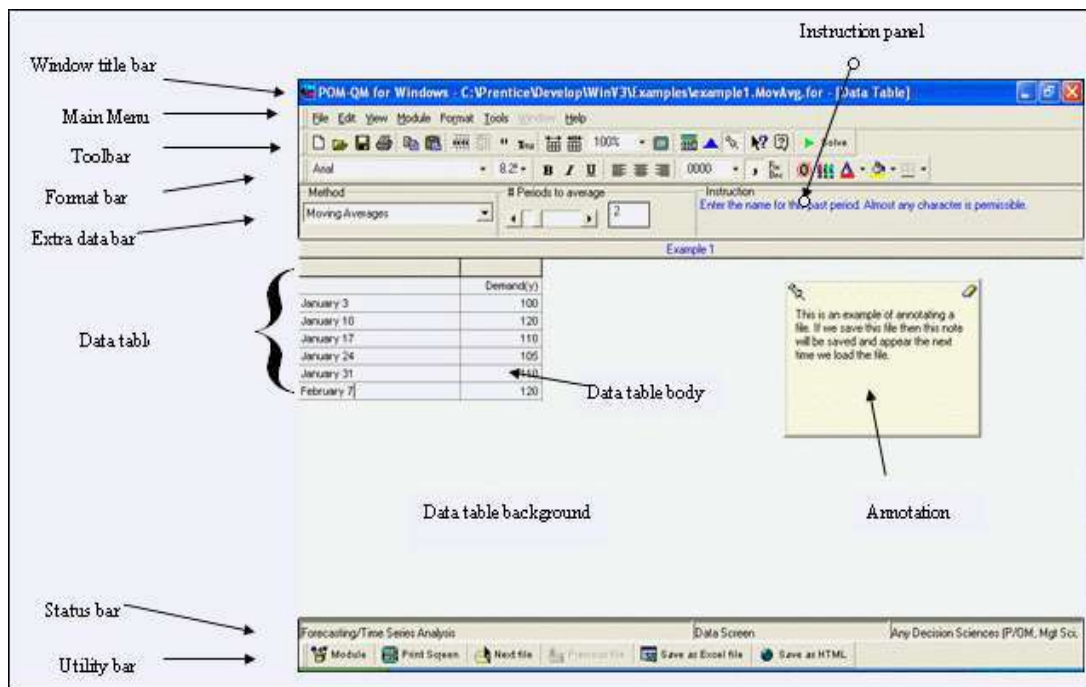 Instruction panel
Window title bar
POM-QM for Windows - C:\Prentice\Develop\WinV3\Examples\example1.MovAvg.for - [Data Table]
Main Menu
File Edit View Module Format Tools Window Help
Toolbar
100%
Solve
Format bar
Arial 8.25 B I U 0000 ,
Method
# Periods to average
Instruction
Extra data bar
Moving Averages
2
Enter the name for this past period. Almost any character is permissible.
Example 1
Demand(y)
January 3 100
January 10 120
January 17 110
January 24 105
January 31 110
February 7 120
Data tabl
Data table body
This is an example of annotating a
file. If we save this file then this note
will be saved and appear the next
time we load the file.
Data table background
Annotation
Status bar
Forecasting/Time Series Analysis
Data Screen
Any Decision Sciences (P/OM, Mgt Sci,
Utility bar
Module Print Screen Next file Previous file Save as Excel file Save as HTML